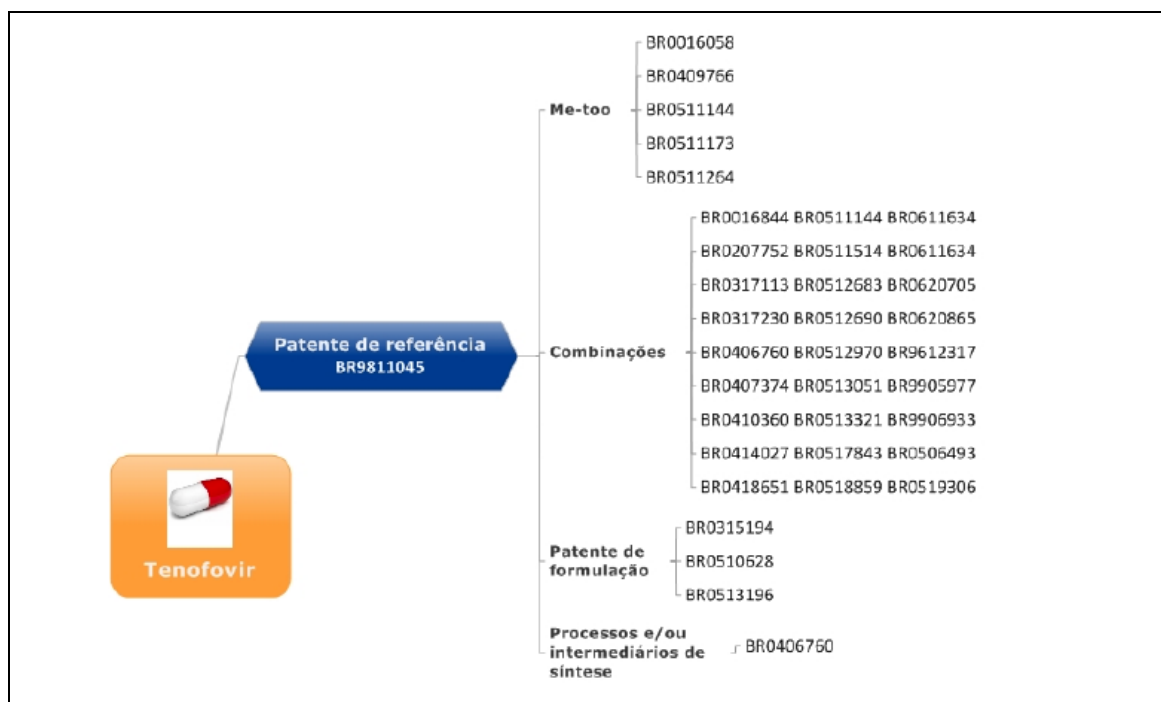 BR0016058
BR0409766
Me-too
BR0511144
BR0511173
BR0511264
BR0016844 BR0511144 BR0611634
BR0207752 BR0511514 BR0611634
BR0317113 BR0512683 BR0620705
BR0317230 BR0512690 BR0620865
Patente de referência
BR9811045
Combinações
BR0406760 BR0512970 BR9612317
BR0407374 BR0513051 BR9905977
BR0410360 BR0513321 BR9906933
BR0414027 BR0517843 BR0506493
BR0418651 BR0518859 BR0519306
Tenofovir
BR0315194
Patente de
formulação
BR0510628
BR0513196
Processos e/ou
intermediários de
síntese
BR0406760